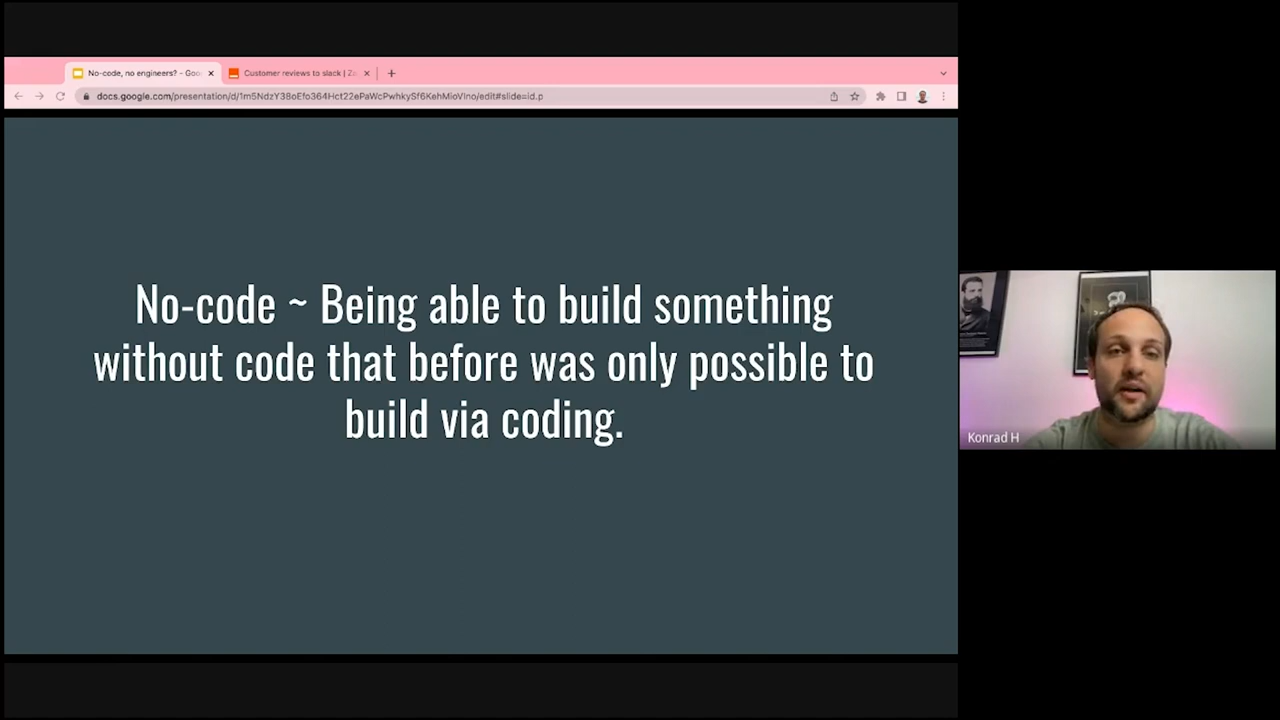 No-code, no engineers? - Goo
Customer reviews to slack | Za
docs.google.com/presentation/d/1m5NdzY38oEfo364Hct22ePaWcPwhkySf6KehMioVlno/edit#slide=id.p
No-code ~ Being able to build something
without code that before was only possible to
build via coding.
Konrad H